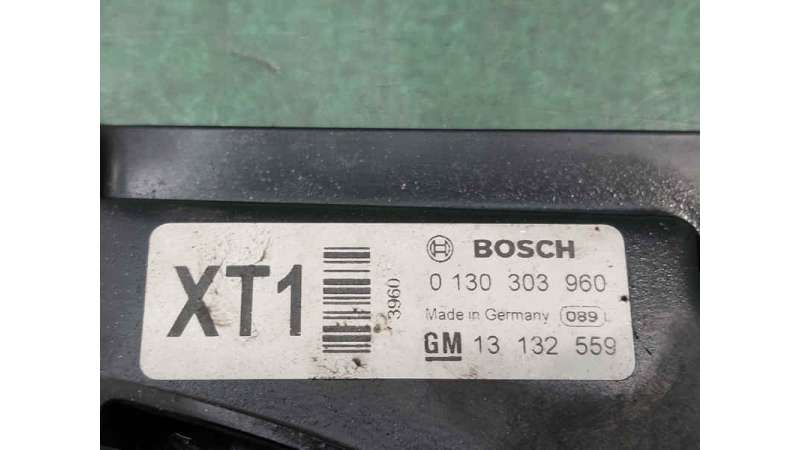 XT1
3960
BOSCH
0 130 303 960
Made in Germany 089 L
GM 13 132 559